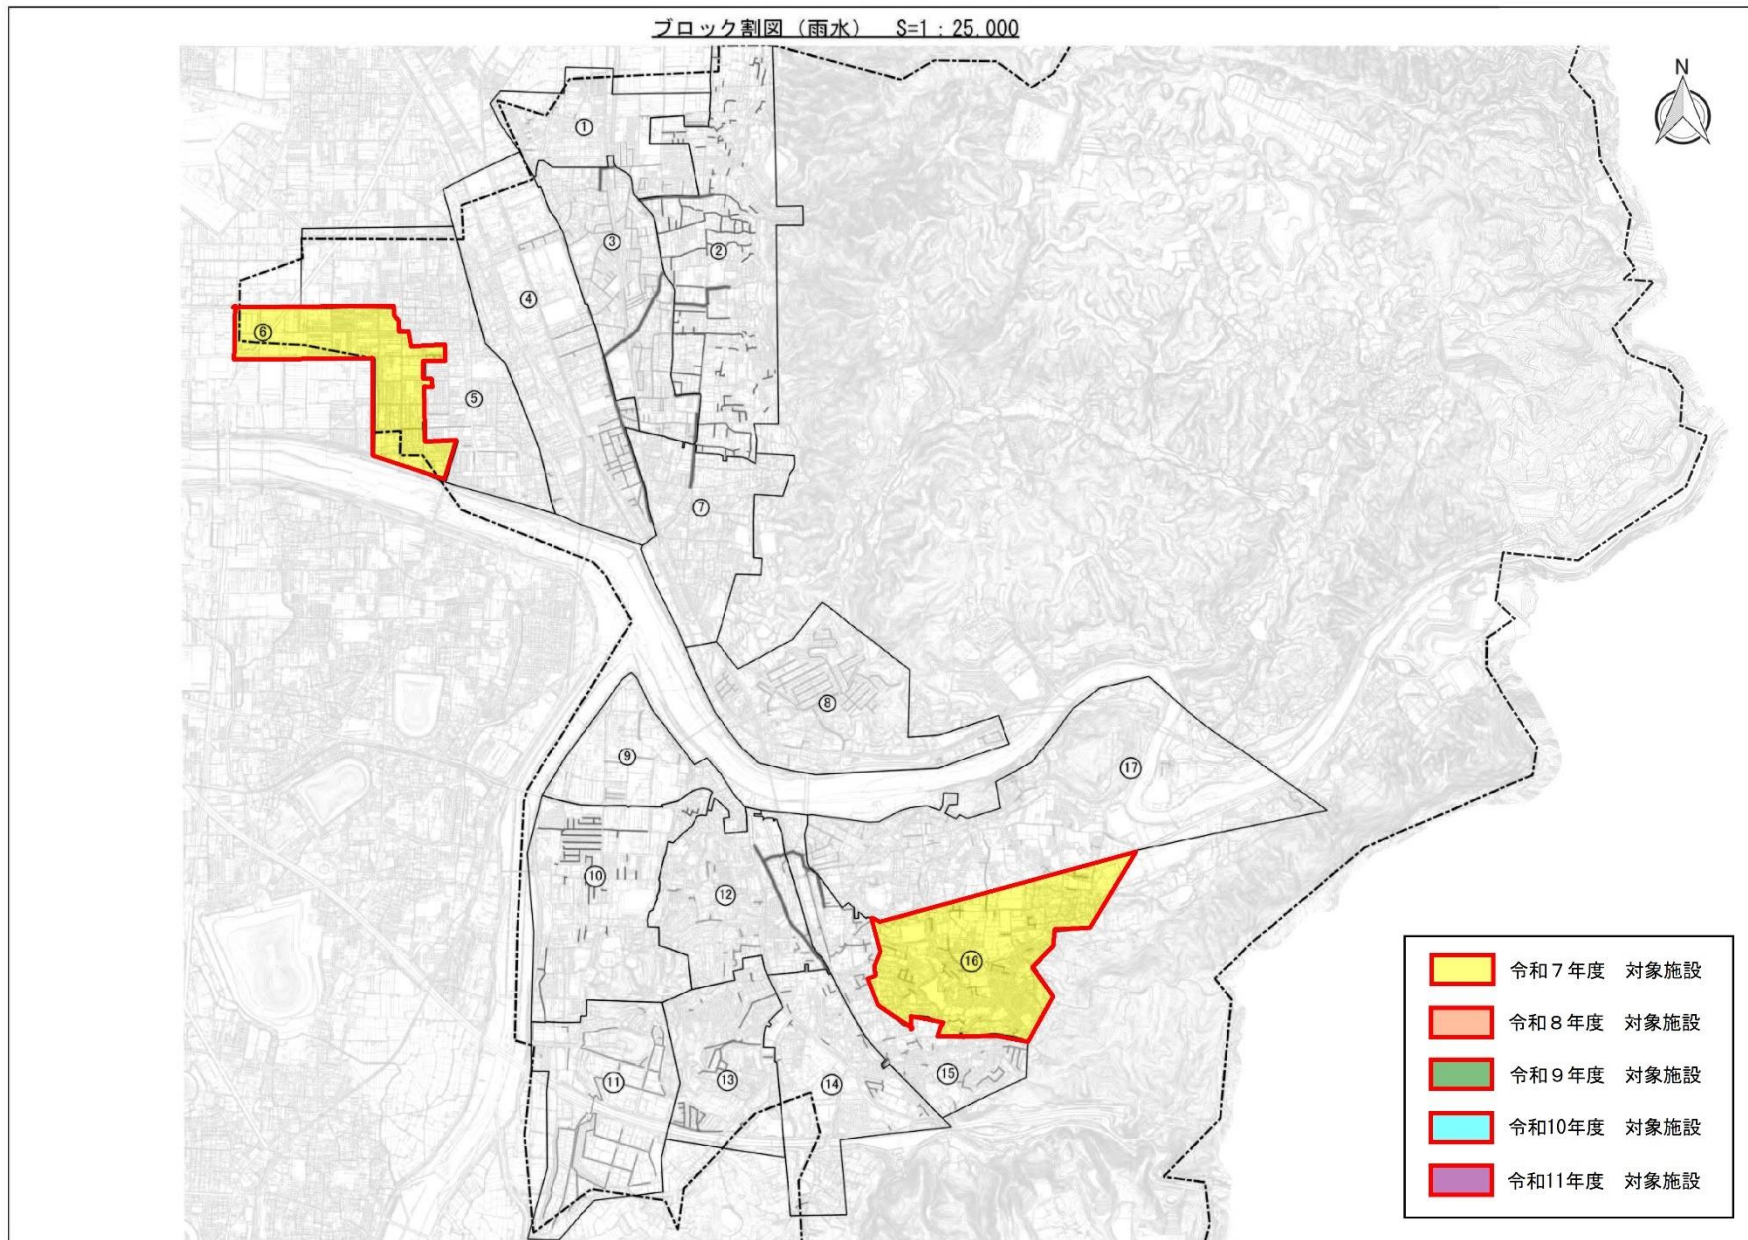 ブロック割図（雨水）　S=1：25,000
N
①
②
③
④
⑥
⑤
⑦
⑧
⑨
⑰
⑩
⑫
⑯
⑪
⑬
⑭
⑮
令和７年度　対象施設
令和８年度　対象施設
令和９年度　対象施設
令和10年度　対象施設
令和11年度　対象施設